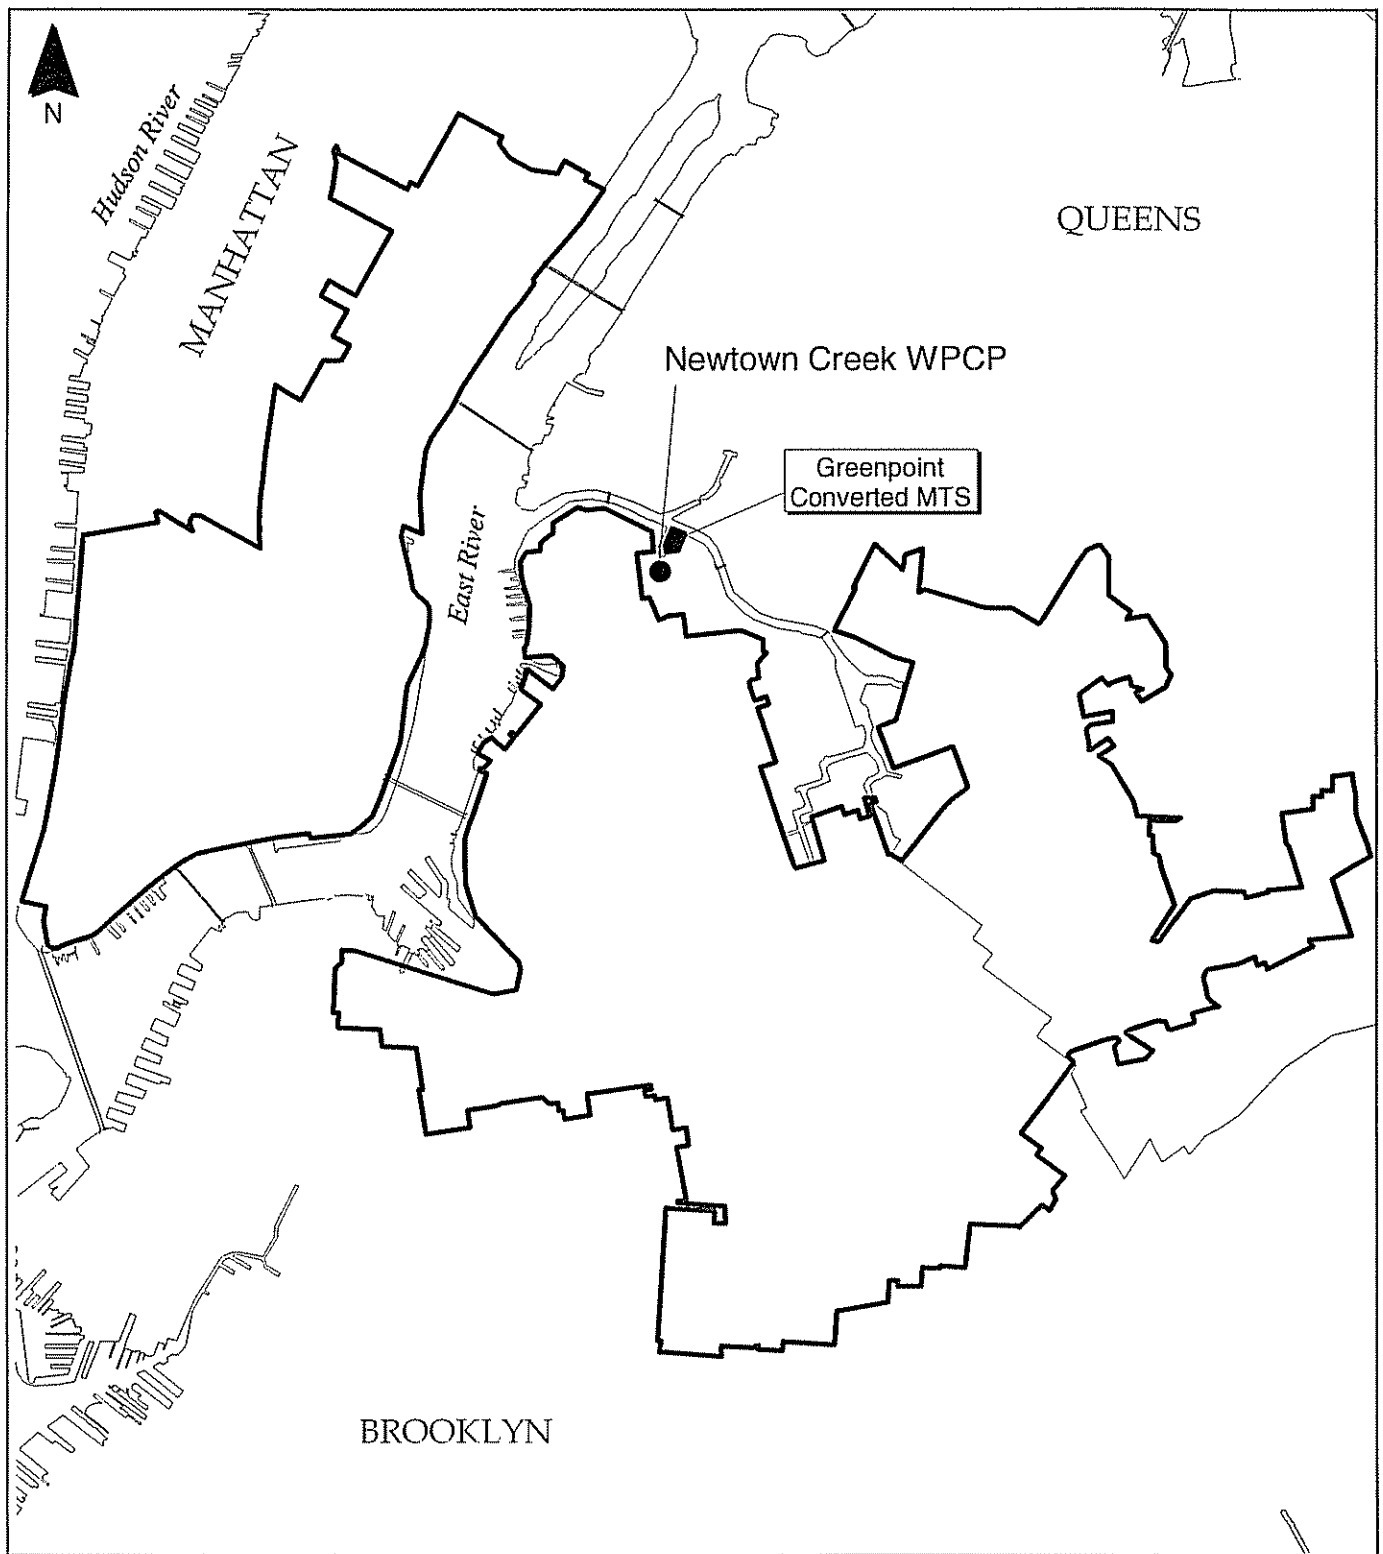 N
Hudson River
MANHATTAN
QUEENS
Newtown Creek WPCP
Greenpoint
Converted MTS
East River
BROOKLYN